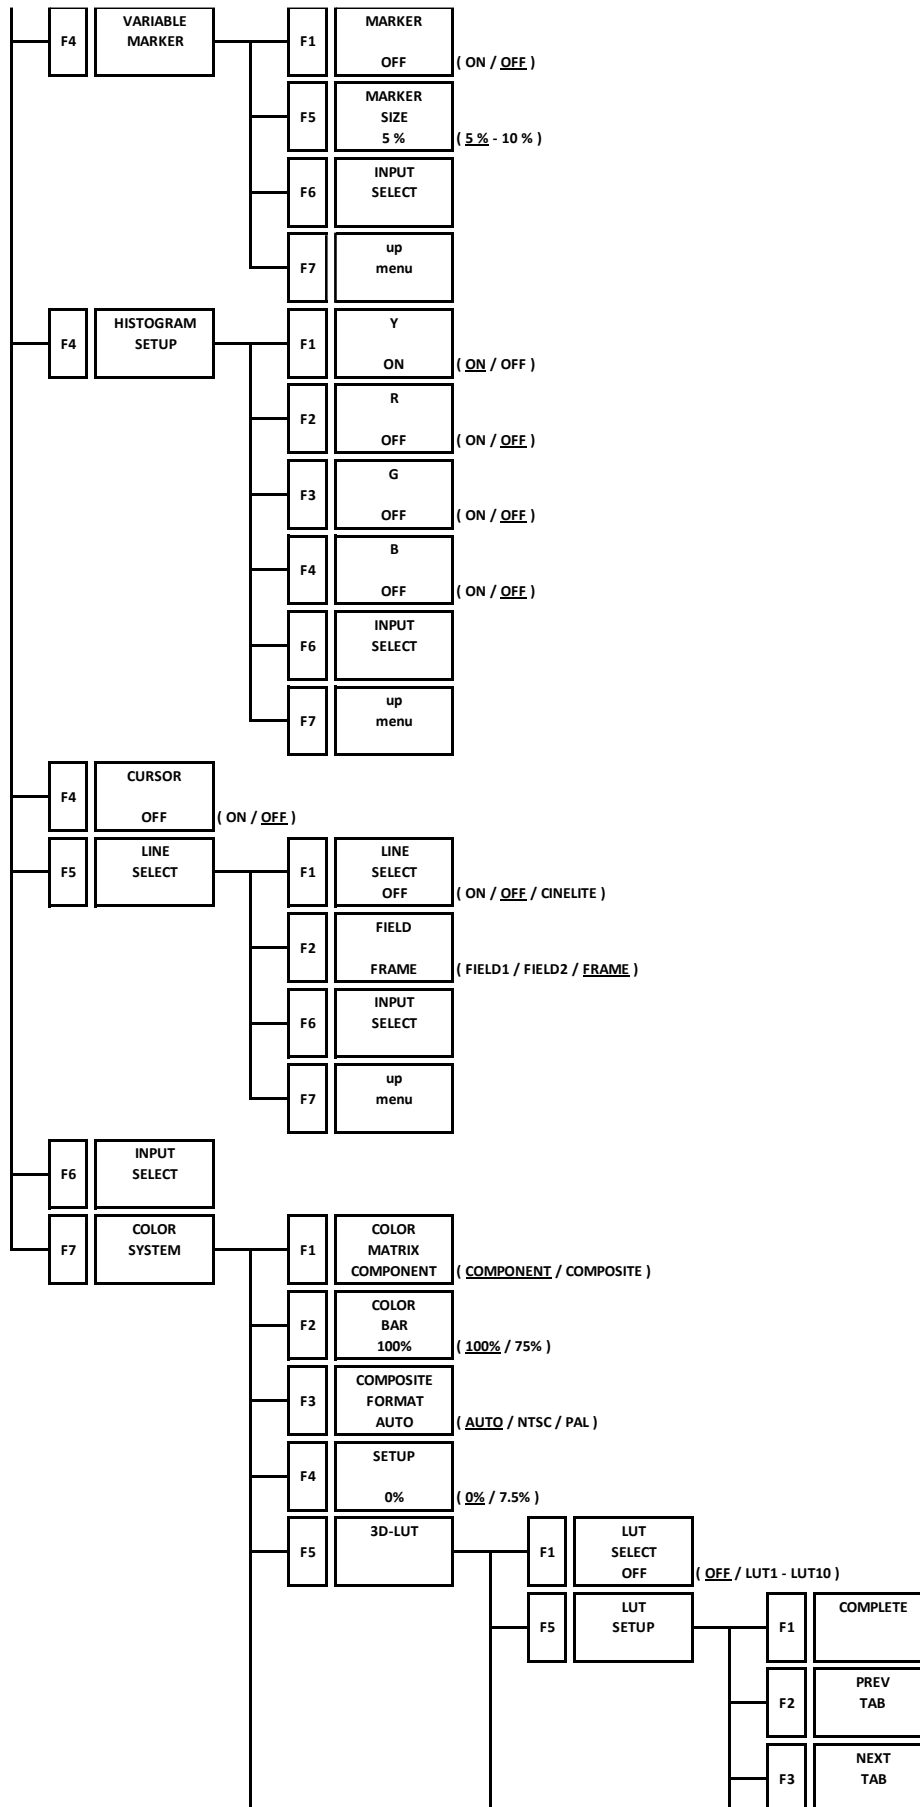 F4
VARIABLE
MARKER
F1
MARKER
OFF
( ON / OFF )
F5
MARKER
SIZE
5 %
( 5 % - 10 % )
F6
INPUT
SELECT
F7
up
menu
F4
HISTOGRAM
SETUP
F1
Y
ON
( ON / OFF )
F2
R
OFF
( ON / OFF )
F3
G
OFF
( ON / OFF )
F4
B
OFF
( ON / OFF )
F6
INPUT
SELECT
F7
up
menu
F4
CURSOR
OFF
( ON / OFF )
F5
LINE
SELECT
F1
LINE
SELECT
OFF
( ON / OFF / CINELITE )
F2
FIELD
FRAME
( FIELD1 / FIELD2 / FRAME )
F6
INPUT
SELECT
F7
up
menu
F6
INPUT
SELECT
F7
COLOR
SYSTEM
F1
COLOR
MATRIX
COMPONENT
( COMPONENT / COMPOSITE )
F2
COLOR
BAR
100%
( 100% / 75% )
F3
COMPOSITE
FORMAT
AUTO
( AUTO / NTSC / PAL )
F4
SETUP
0%
( 0% / 7.5% )
F5
3D-LUT
F1
LUT
SELECT
OFF
( OFF / LUT1 - LUT10 )
F5
LUT
SETUP
F1
COMPLETE
F2
PREV
TAB
F3
NEXT
TAB